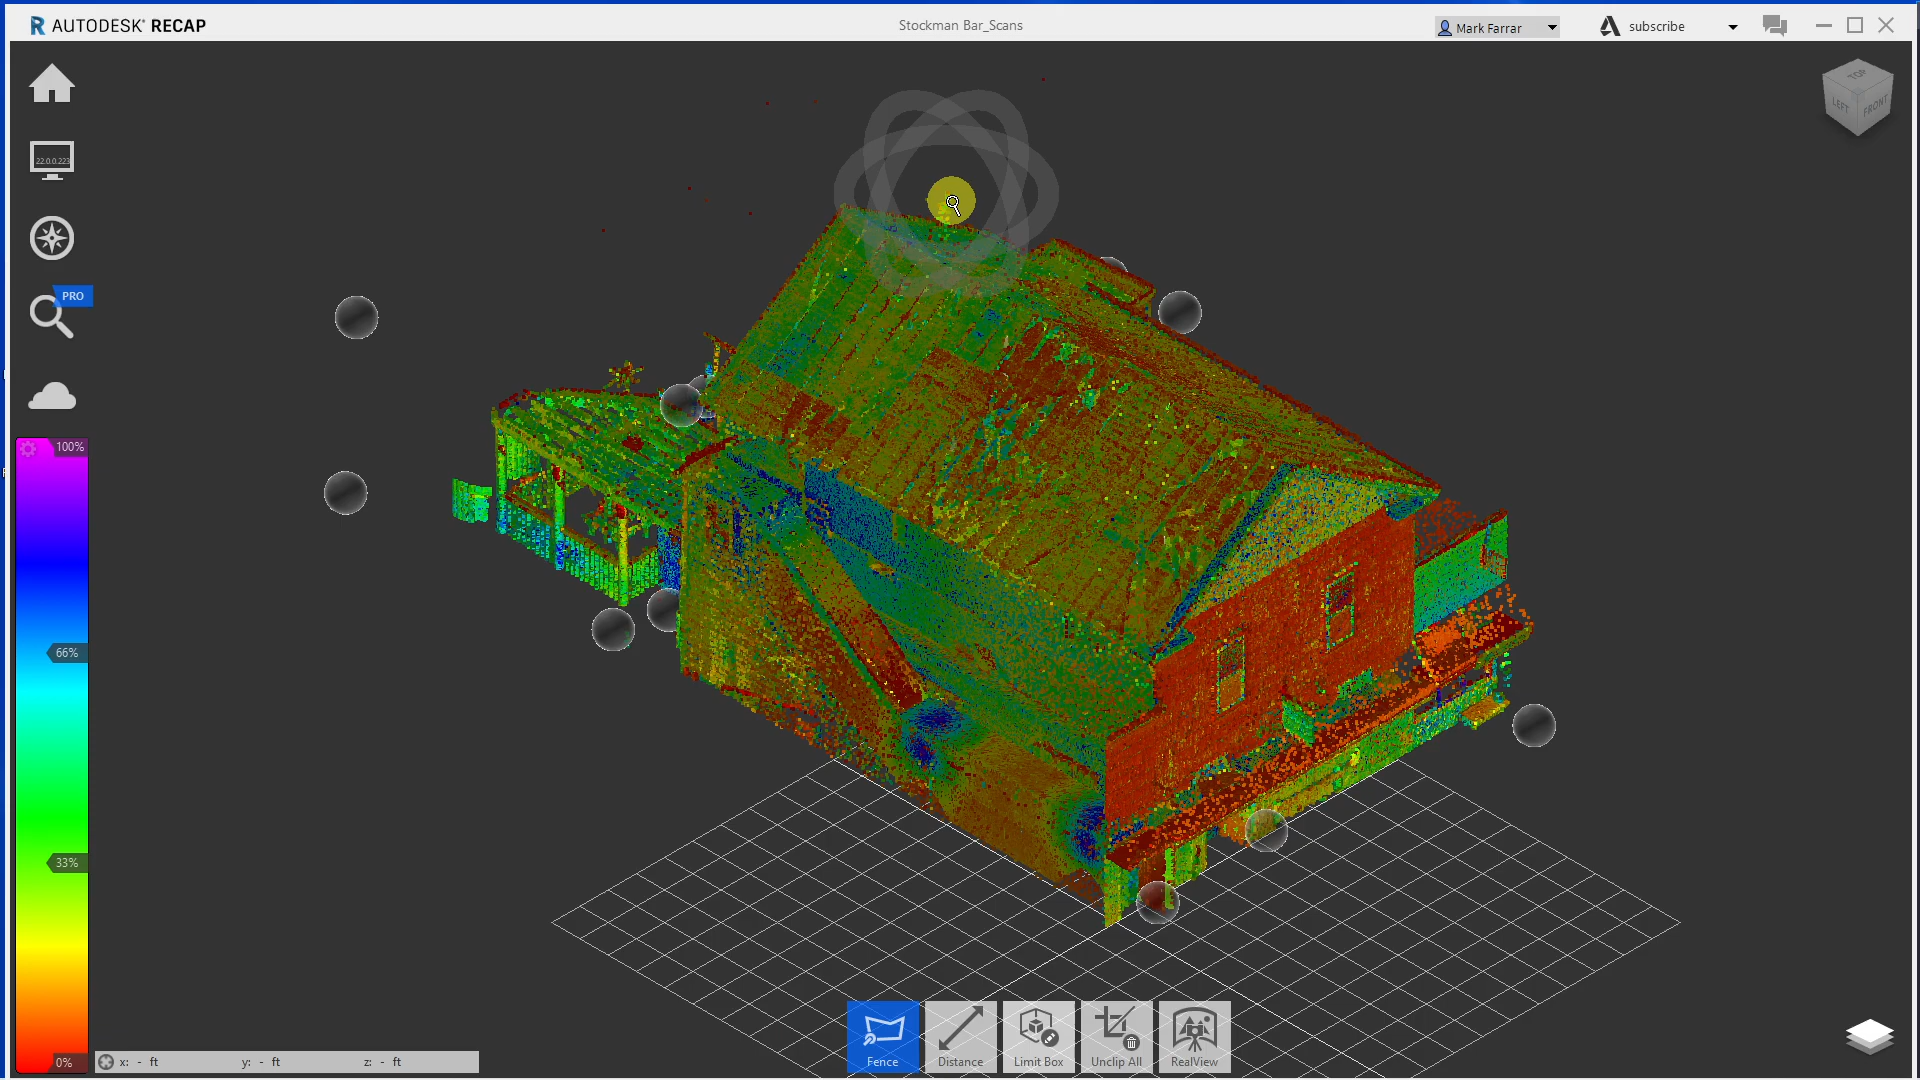 AUTODESK® RECAP
Stockman Bar_Scans
Mark Farrar
subscribe
22.0.0.223
PRO
TOP
LEFT
FRONT
100%
66%
33%
0%
x: - ft
y: - ft
z: - ft
Fence
Distance
Limit Box
Unclip All
RealView